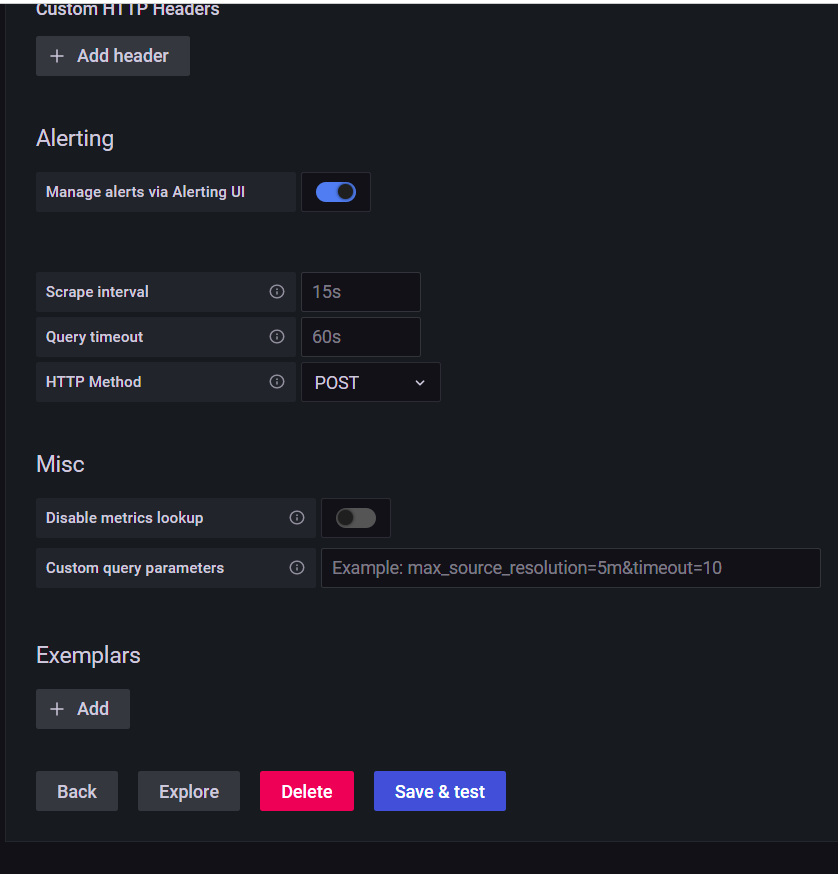 Custom HTTP Headers
Add header
Alerting
Manage alerts via Alerting UI
Scrape interval 15s
Query timeout 60s
HTTP Method POST
Misc
Disable metrics lookup
Custom query parameters Example: max_source_resolution=5m&timeout=10
Exemplars
Add
Back Explore Delete Save & test